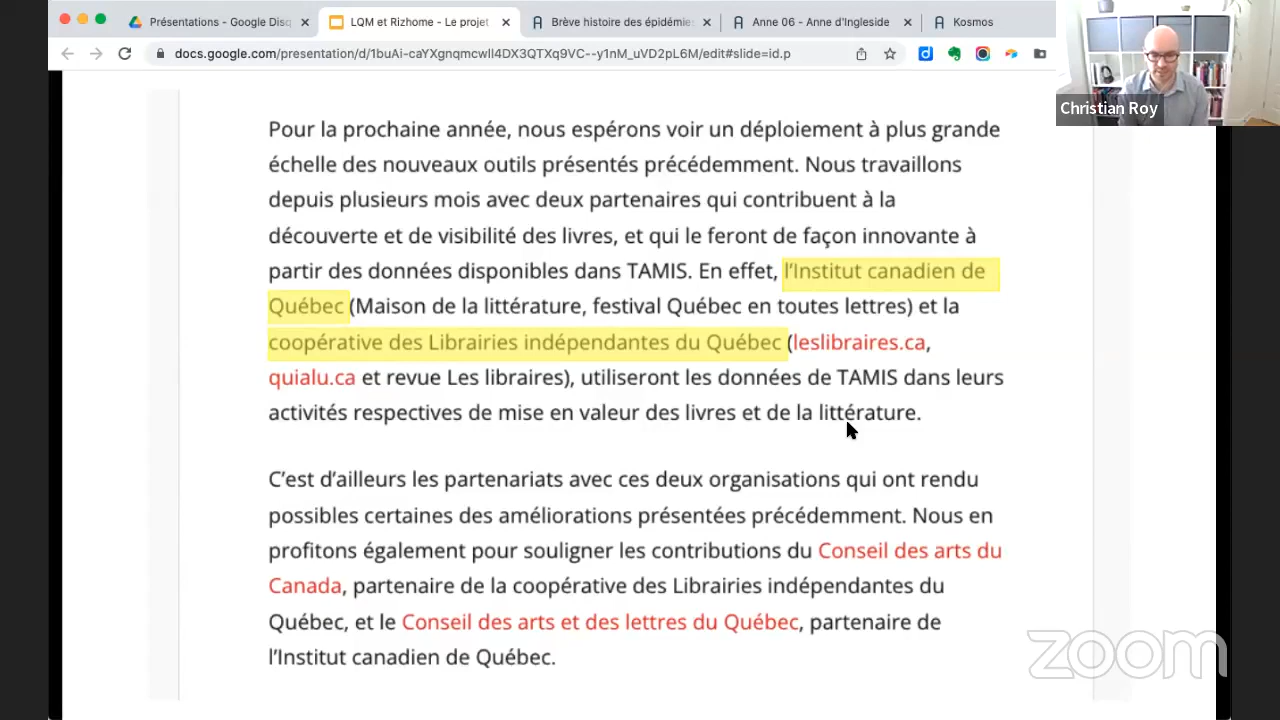 Présentations - Google Disq
LQM et Rizhome - Le projet
Brève histoire des épidémies
Anne 06 - Anne d'Ingleside
Kosmos
docs.google.com/presentation/d/1buAi-caYXgnqmcwIl4DX3QTXq9VC--y1nM_uVD2pL6M/edit#slide=id.p
Christian Roy
Pour la prochaine année, nous espérons voir un déploiement à plus grande
échelle des nouveaux outils présentés précédemment. Nous travaillons
depuis plusieurs mois avec deux partenaires qui contribuent à la
découverte et de visibilité des livres, et qui le feront de façon innovante à
partir des données disponibles dans TAMIS. En effet, l'Institut canadien de
Québec (Maison de la littérature, festival Québec en toutes lettres) et la
coopérative des Librairies indépendantes du Québec (leslibraires.ca,
quialu.ca et revue Les libraires), utiliseront les données de TAMIS dans leurs
activités respectives de mise en valeur des livres et de la littérature.
C'est d'ailleurs les partenariats avec ces deux organisations qui ont rendu
possibles certaines des améliorations présentées précédemment. Nous en
profitons également pour souligner les contributions du Conseil des arts du
Canada, partenaire de la coopérative des Librairies indépendantes du
Québec, et le Conseil des arts et des lettres du Québec, partenaire de
l'Institut canadien de Québec.
zoom